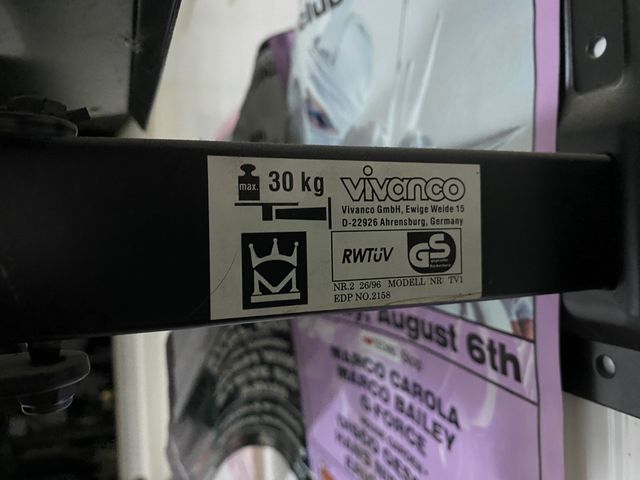 club
max. 30 kg
vivanco
Vivanco GmbH, Ewige Weide 15
D-22926 Ahrensburg, Germany
M
RWTÜV
GS
NR.2 26/96 MODELL NR: TV1
EDP NO.2158
August 6th
MARCO CAROLA
MARCO BAILEY
G-FORCE